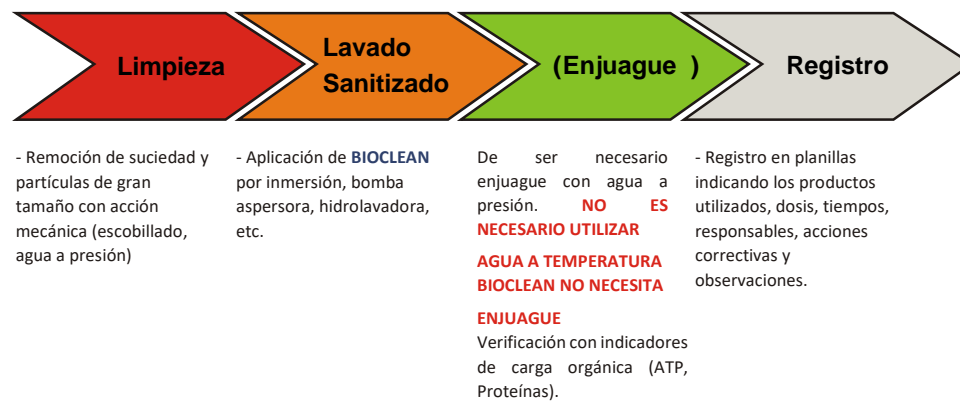 Limpieza
Lavado
Sanitizado
(Enjuague )
Registro
- Remoción de suciedad y
partículas de gran
tamaño con acción
mecánica (escobillado,
agua a presión)
- Aplicación de BIOCLEAN
por inmersión, bomba
aspersora, hidrolavadora,
etc.
De ser necesario
enjuague con agua a
presión. NO ES
NECESARIO UTILIZAR
AGUA A TEMPERATURA
BIOCLEAN NO NECESITA
ENJUAGUE
Verificación con indicadores
de carga orgánica (ATP,
Proteínas).
- Registro en planillas
indicando los productos
utilizados, dosis, tiempos,
responsables, acciones
correctivas y
observaciones.